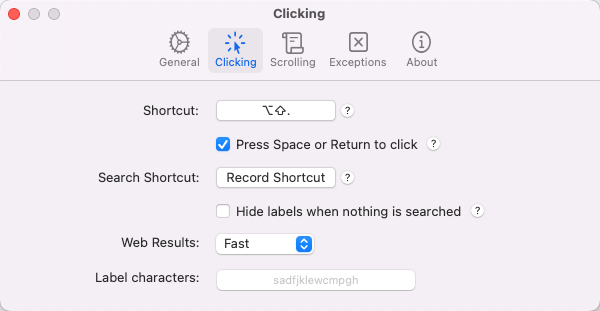 Clicking
General Clicking Scrolling Exceptions About
Shortcut: ⌥⇧. ?
Press Space or Return to click ?
Search Shortcut: Record Shortcut ?
Hide labels when nothing is searched ?
Web Results: Fast
Label characters: sadfjklewcmpgh